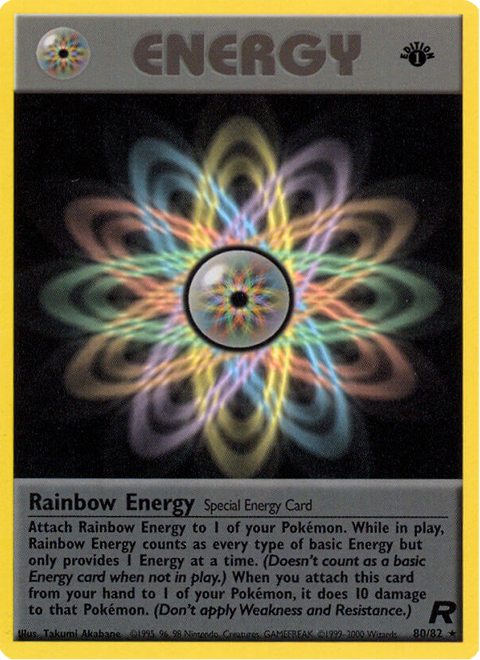 ENERGY
EDITION
1
Rainbow Energy Special Energy Card
Attach Rainbow Energy to 1 of your Pokémon. While in play,
Rainbow Energy counts as every type of basic Energy but
only provides 1 Energy at a time. (Doesn't count as a basic
Energy card when not in play.) When you attach this card
from your hand to 1 of your Pokémon, it does 10 damage
to that Pokémon. (Don't apply Weakness and Resistance.)
R
Illus. Takumi Akabane ©1995, 96, 98 Nintendo, Creatures, GAMEFREAK ©1999-2000 Wizards. 80/82 ★